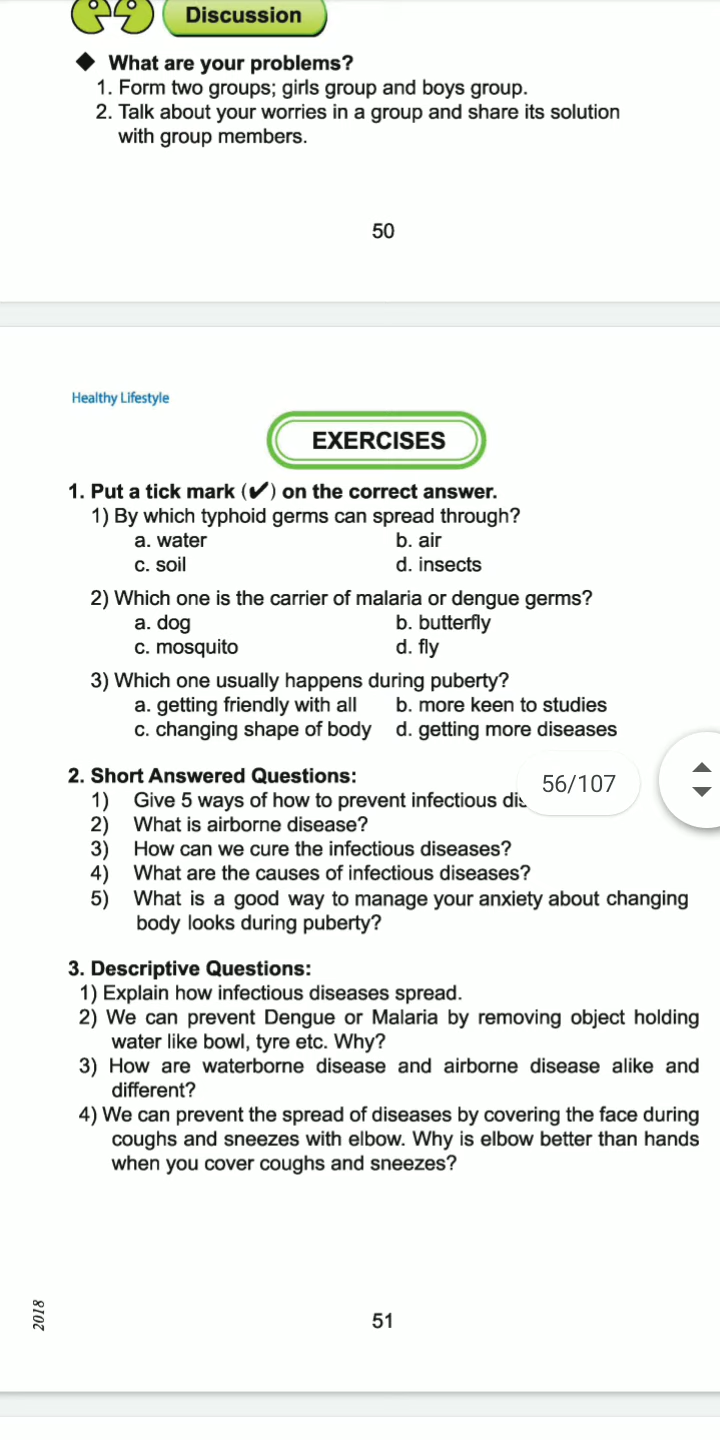 Discussion
◆ What are your problems?
1. Form two groups; girls group and boys group.
2. Talk about your worries in a group and share its solution
with group members.
50
Healthy Lifestyle
EXERCISES
1. Put a tick mark (✔) on the correct answer.
1) By which typhoid germs can spread through?
a. water b. air
c. soil d. insects
2) Which one is the carrier of malaria or dengue germs?
a. dog b. butterfly
c. mosquito d. fly
3) Which one usually happens during puberty?
a. getting friendly with all b. more keen to studies
c. changing shape of body d. getting more diseases
2. Short Answered Questions:
56/107
1) Give 5 ways of how to prevent infectious
2) What is airborne disease?
3) How can we cure the infectious diseases?
4) What are the causes of infectious diseases?
5) What is a good way to manage your anxiety about changing
body looks during puberty?
3. Descriptive Questions:
1) Explain how infectious diseases spread.
2) We can prevent Dengue or Malaria by removing object holding
water like bowl, tyre etc. Why?
3) How are waterborne disease and airborne disease alike and
different?
4) We can prevent the spread of diseases by covering the face during
coughs and sneezes with elbow. Why is elbow better than hands
when you cover coughs and sneezes?
2018
51